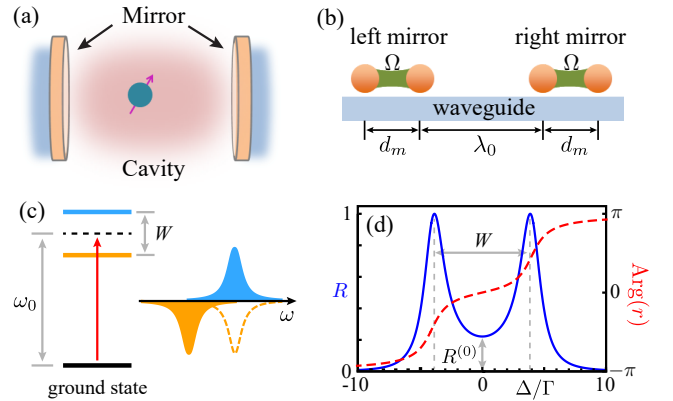 (a)
Mirror
Cavity
(b)
left mirror
right mirror
Ω
Ω
waveguide
d_m
λ_0
d_m
(c)
W
ω_0
ω
ground state
(d)
1
R
0
W
R^{(0)}
π
0
-π
Arg(r)
-10
0
Δ/Γ
10